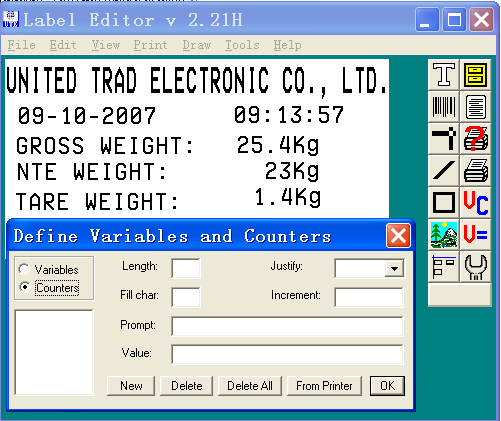 Label Editor v 2.21H
File Edit View Print Draw Tools Help
UNITED TRAD ELECTRONIC CO., LTD.
09-10-2007 09:13:57
GROSS WEIGHT: 25.4Kg
NTE WEIGHT: 23Kg
TARE WEIGHT: 1.4Kg
T
?
VC
V=
Define Variables and Counters
Variables
Counters
Length: Justify:
Fill char: Increment:
Prompt:
Value:
New Delete Delete All From Printer OK